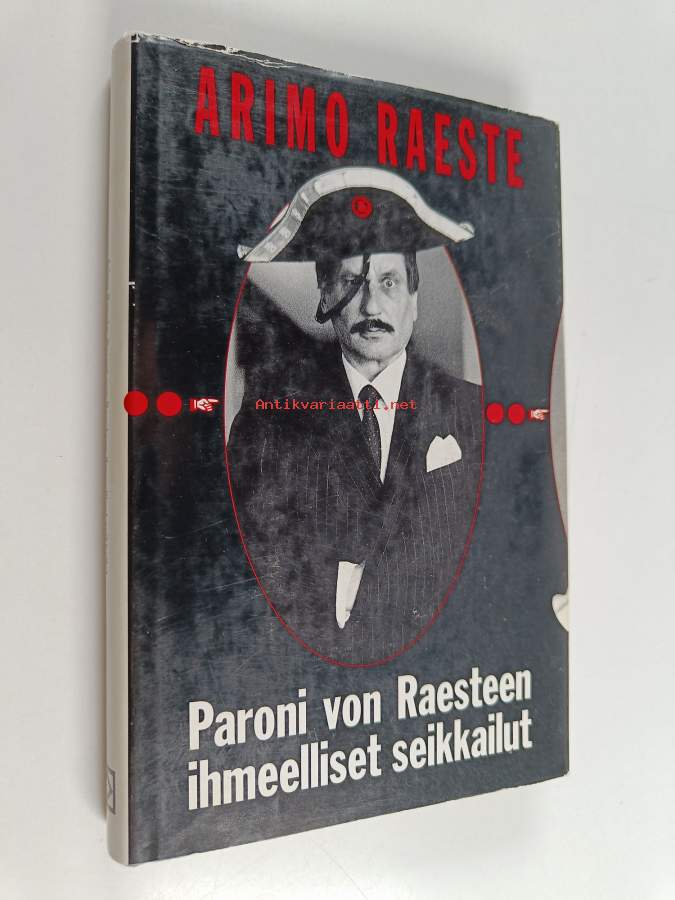 ARIMO RAESTE
Antikvariaatti.net
Paroni von Raesteen
ihmeelliset seikkailut